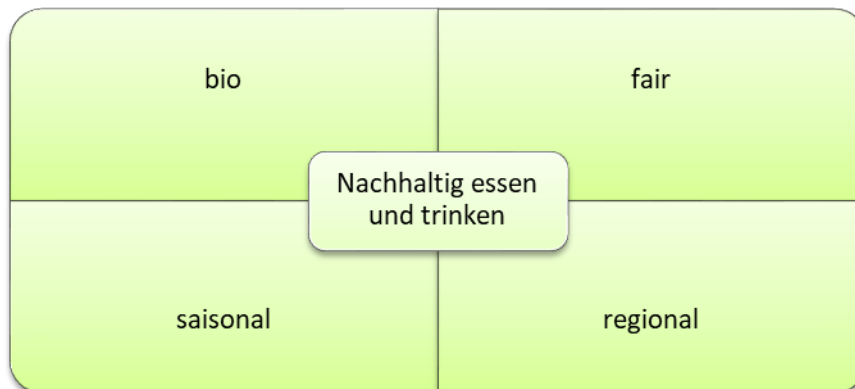 bio
fair
Nachhaltig essen
und trinken
saisonal
regional